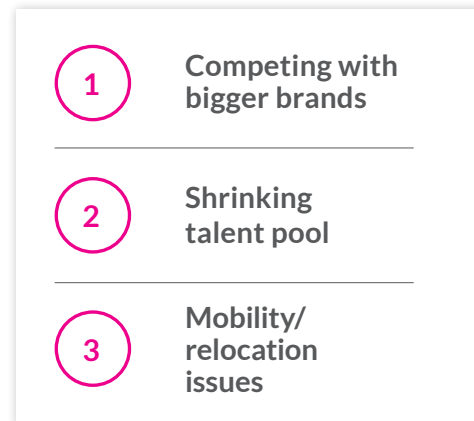 1
Competing with
bigger brands
2
Shrinking
talent pool
3
Mobility/
relocation
issues